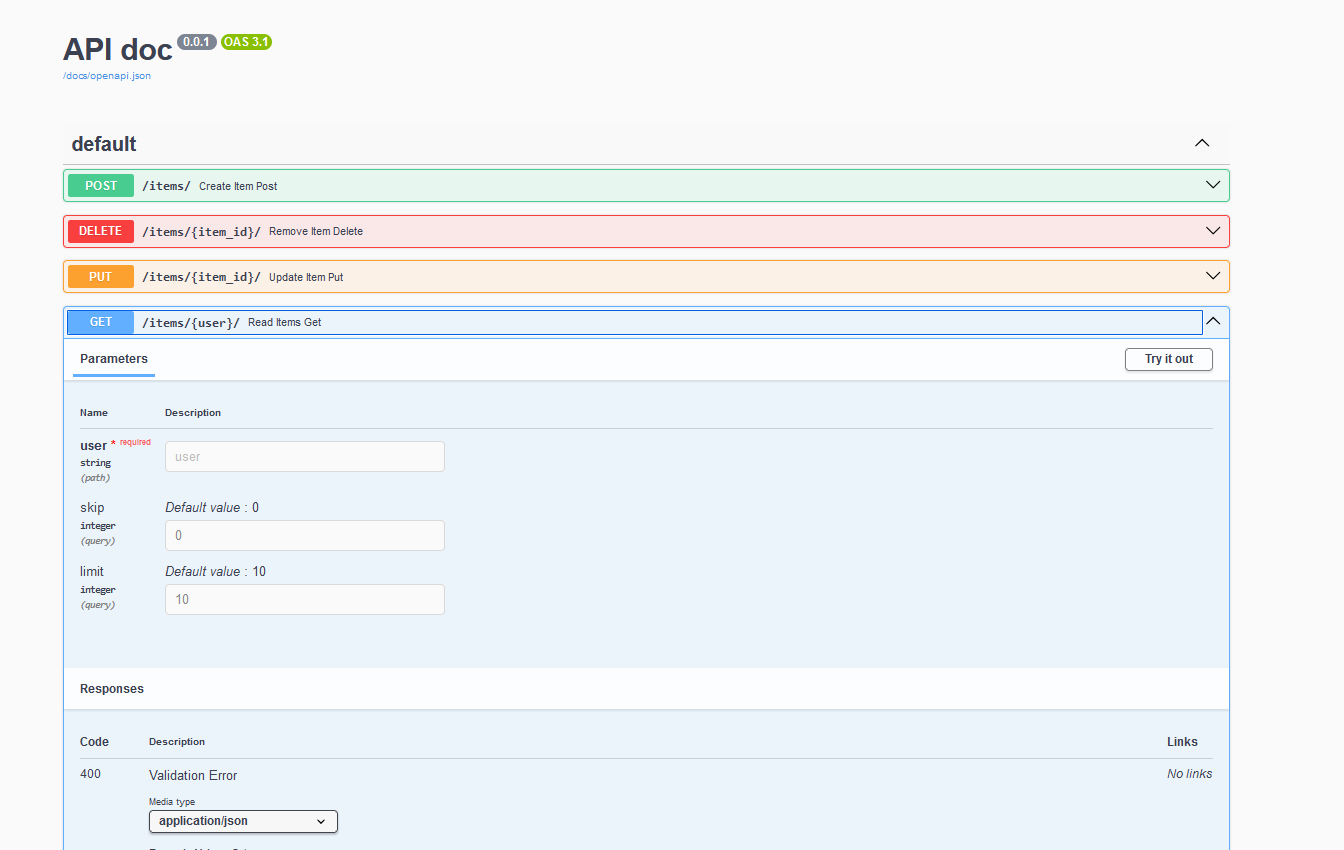 API doc 0.0.1 OAS 3.1
/docs/openapi.json
default
POST /items/ Create Item Post
DELETE /items/{item_id}/ Remove Item Delete
PUT /items/{item_id}/ Update Item Put
GET /items/{user}/ Read Items Get
Parameters Try it out
Name Description
user * required
string
(path)
user
skip Default value : 0
integer
(query)
0
limit Default value : 10
integer
(query)
10
Responses
Code Description Links
400 Validation Error No links
Media type
application/json